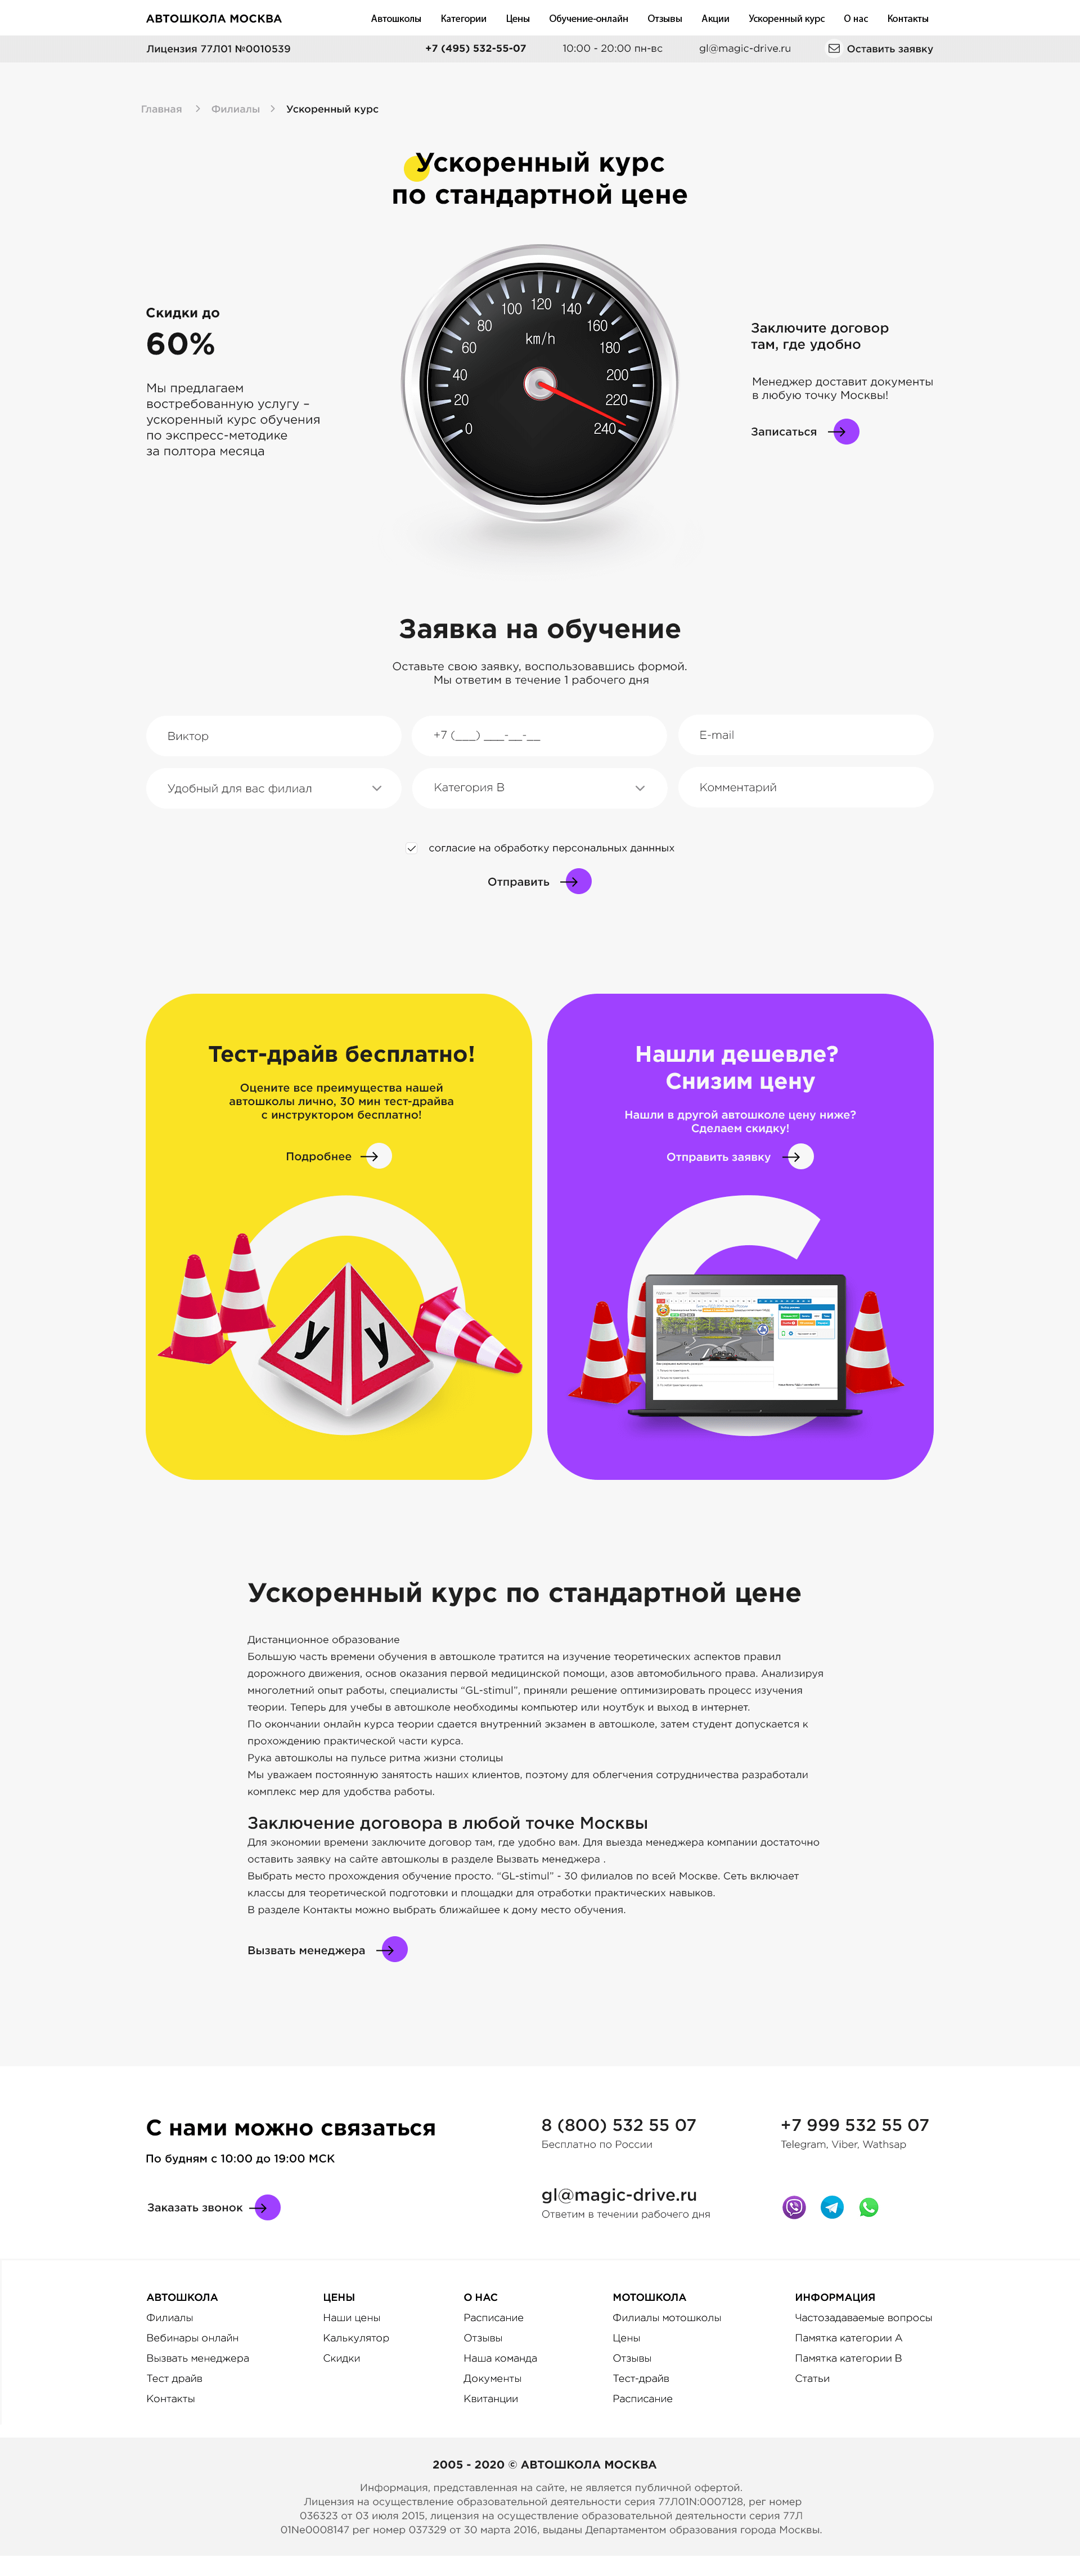 АВТОШКОЛА МОСКВА
Автошколы Категории Цены Обучение-онлайн Отзывы Акции Ускоренный курс О нас Контакты
Лицензия 77Л01 №0010539
+7 (495) 532-55-07
10:00 - 20:00 пн-вс
gl@magic-drive.ru
Оставить заявку
Главная
Филиалы
Ускоренный курс
Ускоренный курс
по стандартной цене
Скидки до
60%
Мы предлагаем
востребованную услугу –
ускоренный курс обучения
по экспресс-методике
за полтора месяца
0
20
40
60
80
100
120
140
160
180
200
220
240
km/h
Заключите договор
там, где удобно
Менеджер доставит документы
в любую точку Москвы!
Записаться
Заявка на обучение
Оставьте свою заявку, воспользовавшись формой.
Мы ответим в течение 1 рабочего дня
Виктор
+7 (___) ___-__-__
E-mail
Удобный для вас филиал
Категория B
Комментарий
согласие на обработку персональных даннных
Отправить
Тест-драйв бесплатно!
Оцените все преимущества нашей
автошколы лично, 30 мин тест-драйва
с инструктором бесплатно!
Подробнее
У У
Нашли дешевле?
Снизим цену
Нашли в другой автошколе цену ниже?
Сделаем скидку!
Отправить заявку
Ускоренный курс по стандартной цене
Дистанционное образование
Большую часть времени обучения в автошколе тратится на изучение теоретических аспектов правил
дорожного движения, основ оказания первой медицинской помощи, азов автомобильного права. Анализируя
многолетний опыт работы, специалисты “GL-stimul”, приняли решение оптимизировать процесс изучения
теории. Теперь для учебы в автошколе необходимы компьютер или ноутбук и выход в интернет.
По окончании онлайн курса теории сдается внутренний экзамен в автошколе, затем студент допускается к
прохождению практической части курса.
Рука автошколы на пульсе ритма жизни столицы
Мы уважаем постоянную занятость наших клиентов, поэтому для облегчения сотрудничества разработали
комплекс мер для удобства работы.
Заключение договора в любой точке Москвы
Для экономии времени заключите договор там, где удобно вам. Для выезда менеджера компании достаточно
оставить заявку на сайте автошколы в разделе Вызвать менеджера .
Выбрать место прохождения обучение просто. “GL-stimul” - 30 филиалов по всей Москве. Сеть включает
классы для теоретической подготовки и площадки для отработки практических навыков.
В разделе Контакты можно выбрать ближайшее к дому место обучения.
Вызвать менеджера
С нами можно связаться
По будням с 10:00 до 19:00 МСК
Заказать звонок
8 (800) 532 55 07
Бесплатно по России
+7 999 532 55 07
Telegram, Viber, Wathsap
gl@magic-drive.ru
Ответим в течении рабочего дня
АВТОШКОЛА
Филиалы
Вебинары онлайн
Вызвать менеджера
Тест драйв
Контакты
ЦЕНЫ
Наши цены
Калькулятор
Скидки
О НАС
Расписание
Отзывы
Наша команда
Документы
Квитанции
МОТОШКОЛА
Филиалы мотошколы
Цены
Отзывы
Тест-драйв
Расписание
ИНФОРМАЦИЯ
Частозадаваемые вопросы
Памятка категории А
Памятка категории В
Статьи
2005 - 2020 © АВТОШКОЛА МОСКВА
Информация, представленная на сайте, не является публичной офертой.
Лицензия на осуществление образовательной деятельности серия 77Л01N:0007128, рег номер
036323 от 03 июля 2015, лицензия на осуществление образовательной деятельности серия 77Л
01Ne0008147 рег номер 037329 от 30 марта 2016, выданы Департаментом образования города Москвы.